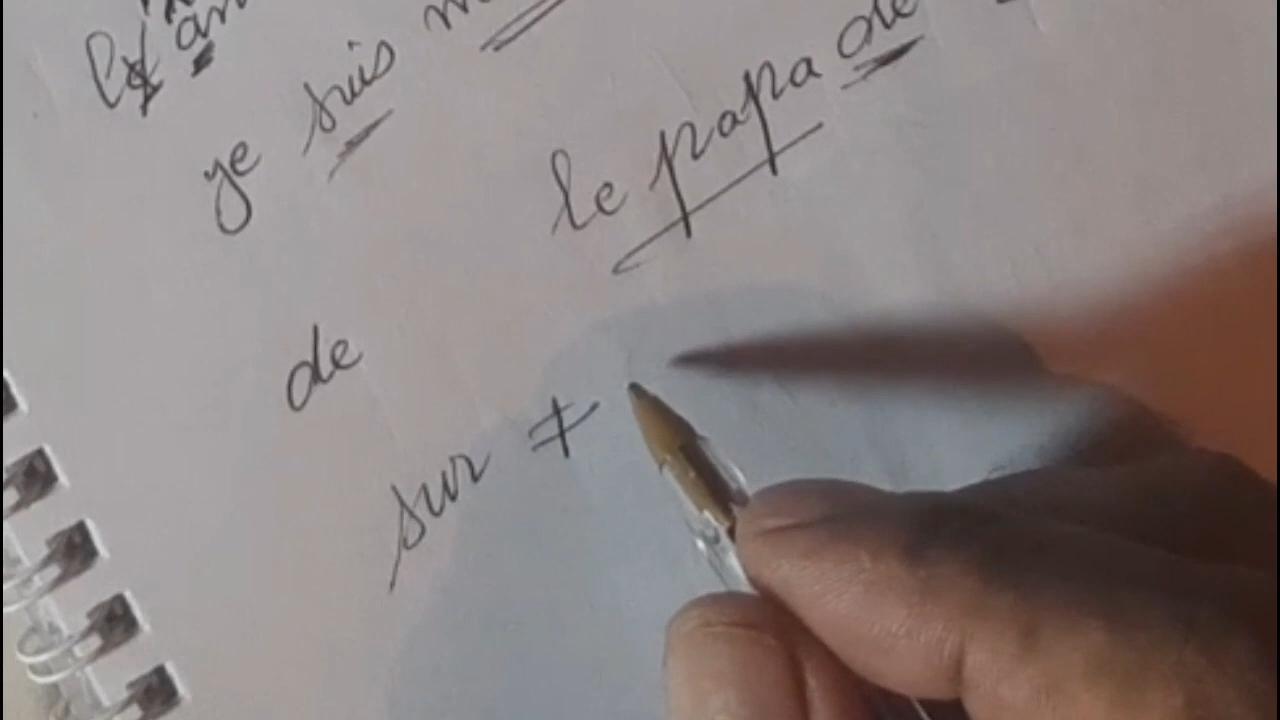 je suis
le papa de
de
sur ≠